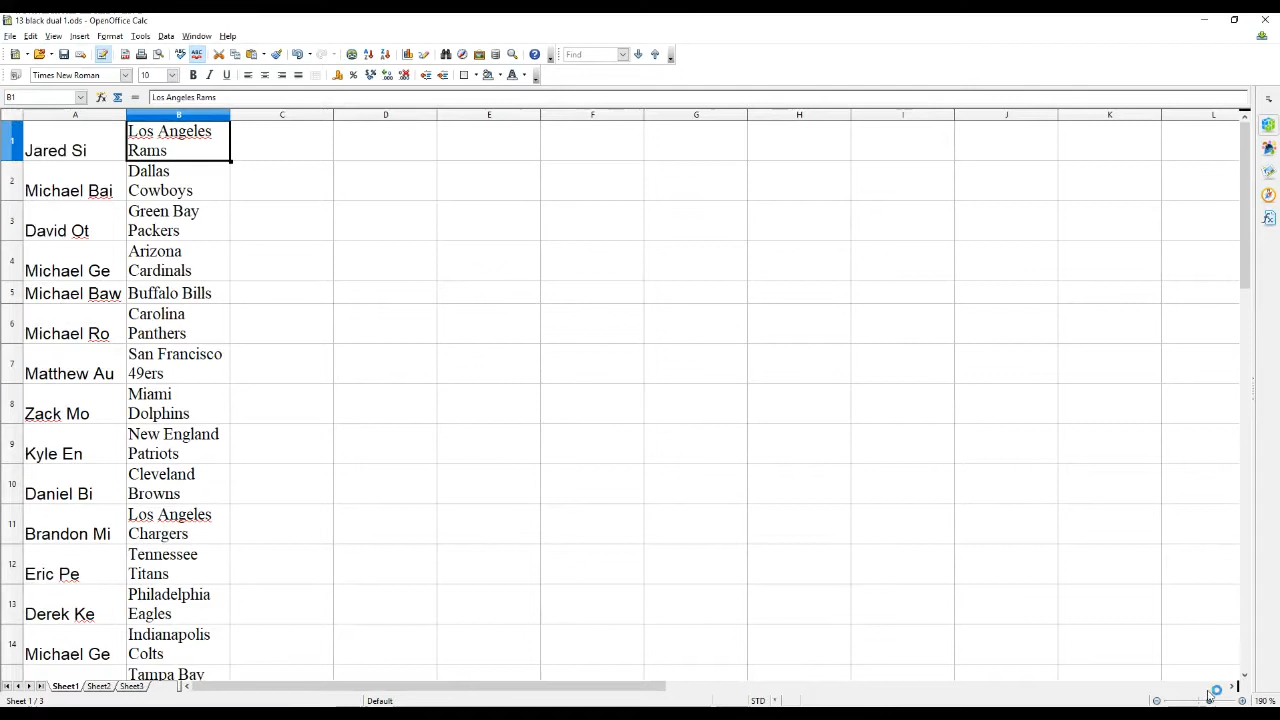 13 black dual 1.ods - OpenOffice Calc
File Edit View Insert Format Tools Data Window Help
Find
Times New Roman 10
B1 Los Angeles Rams
A B C D E F G H I J K L
1 Jared Si Los Angeles
Rams
2 Michael Bai Dallas
Cowboys
3 David Ot Green Bay
Packers
4 Michael Ge Arizona
Cardinals
5 Michael Baw Buffalo Bills
6 Michael Ro Carolina
Panthers
7 Matthew Au San Francisco
49ers
8 Zack Mo Miami
Dolphins
9 Kyle En New England
Patriots
10 Daniel Bi Cleveland
Browns
11 Brandon Mi Los Angeles
Chargers
12 Eric Pe Tennessee
Titans
13 Derek Ke Philadelphia
Eagles
14 Michael Ge Indianapolis
Colts
Tampa Bay
Sheet1 Sheet2 Sheet3
Sheet 1 / 3 Default STD * 190 %